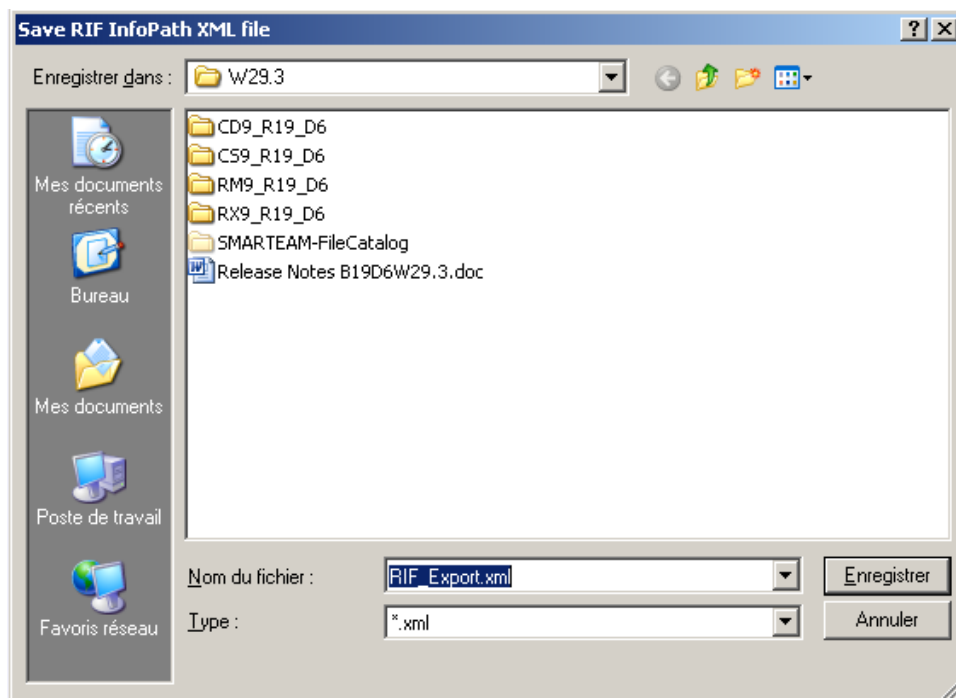 Save RIF InfoPath XML file
Enregistrer dans :
W29.3
CD9_R19_D6
CS9_R19_D6
RM9_R19_D6
RX9_R19_D6
SMARTEAM-FileCatalog
Release Notes B19D6W29.3.doc
Mes documents
récents
Bureau
Mes documents
Poste de travail
Favoris réseau
Nom du fichier :
RIF_Export.xml
Enregistrer
Type :
*.xml
Annuler